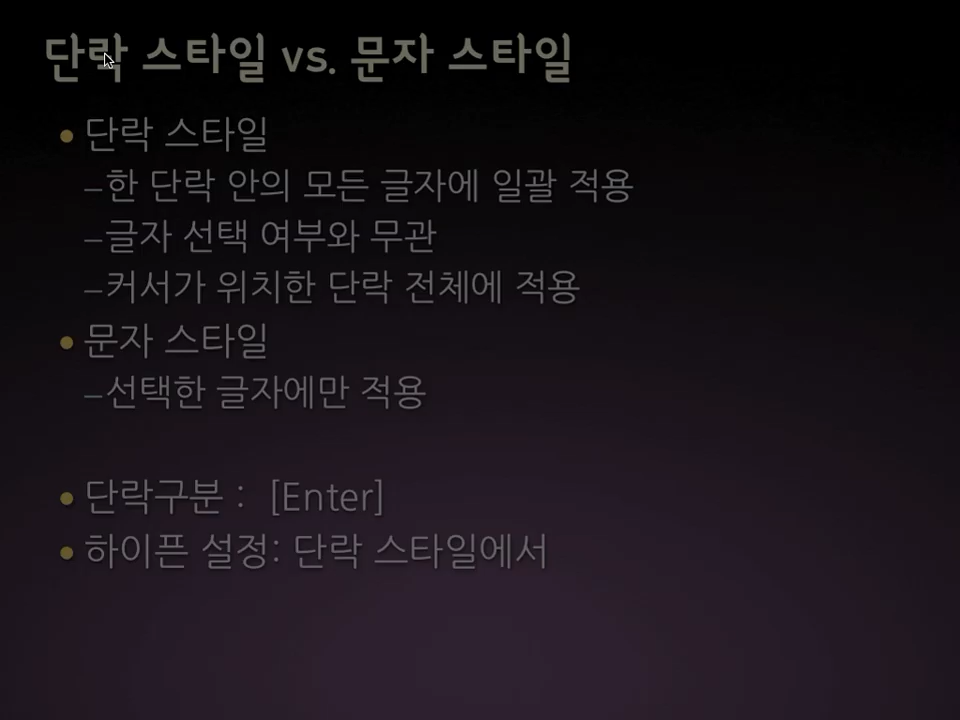 단락 스타일 vs. 문자 스타일
• 단락 스타일
–한 단락 안의 모든 글자에 일괄 적용
–글자 선택 여부와 무관
–커서가 위치한 단락 전체에 적용
• 문자 스타일
–선택한 글자에만 적용
• 단락구분 : [Enter]
• 하이픈 설정: 단락 스타일에서